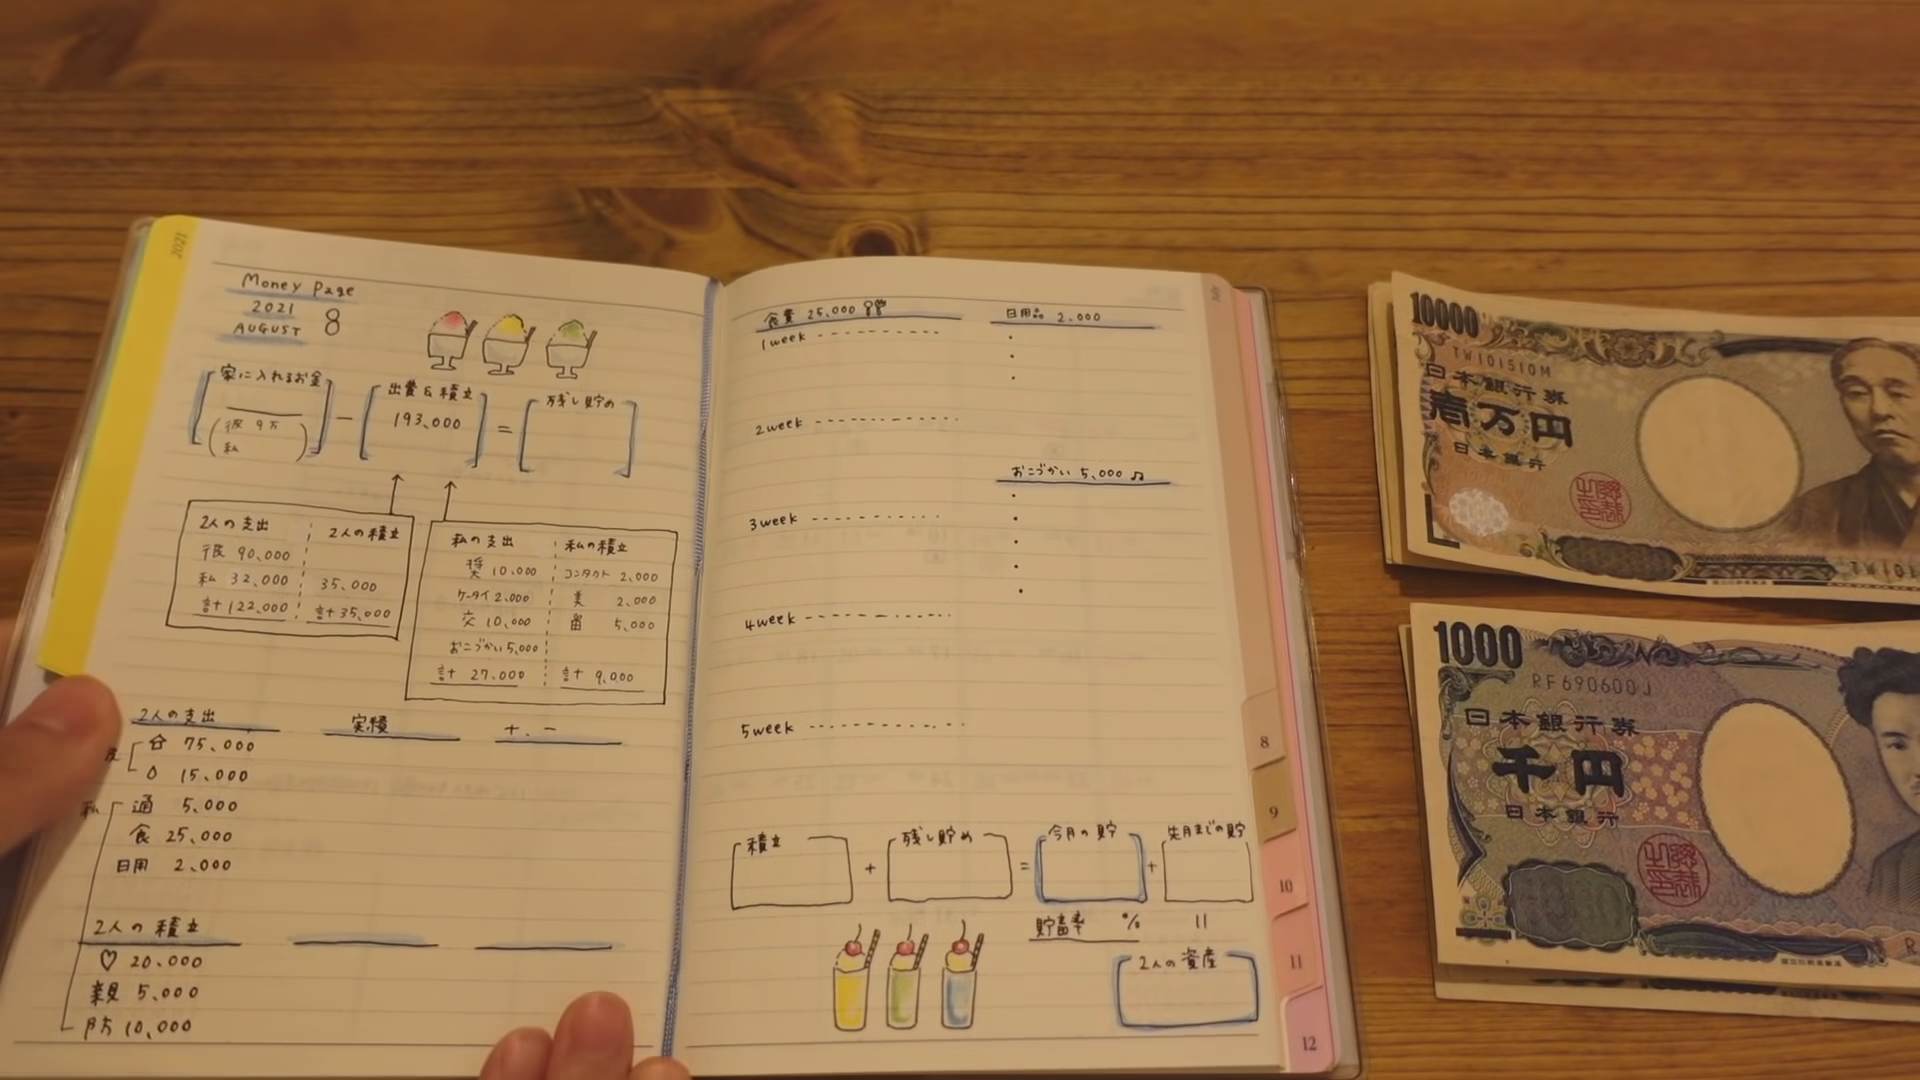 2021
Money Page
2021
AUGUST 8
[家に入れるお金] - [出費&積立] = [残し貯め]
193,000
(彼 9万
私)
2人の支出
2人の積立
彼 90,000
私 32,000
35,000
計 122,000
計 35,000
私の支出
私の積立
奨 10,000
コンタクト 2,000
ケータイ 2,000
美 2,000
交 10,000
留 5,000
おこづかい 5,000
計 27,000
計 9,000
2人の支出
実積
+.-
75,000
15,000
私
通 5,000
食 25,000
日用 2,000
2人の積立
♡ 20,000
親 5,000
防 10,000
食費 25,000
日用品 2,000
1week
2week
おこづかい 5,000 ♫
3week
4week
5week
[積立] + [残し貯め] = [今月の貯] + [先月までの貯]
貯蓄率 %
=
2人の資産
8
9
10
11
12
10000
TW101510M
日本銀行券
壱万円
日本銀行
1000
RF690600J
日本銀行券
千円
日本銀行